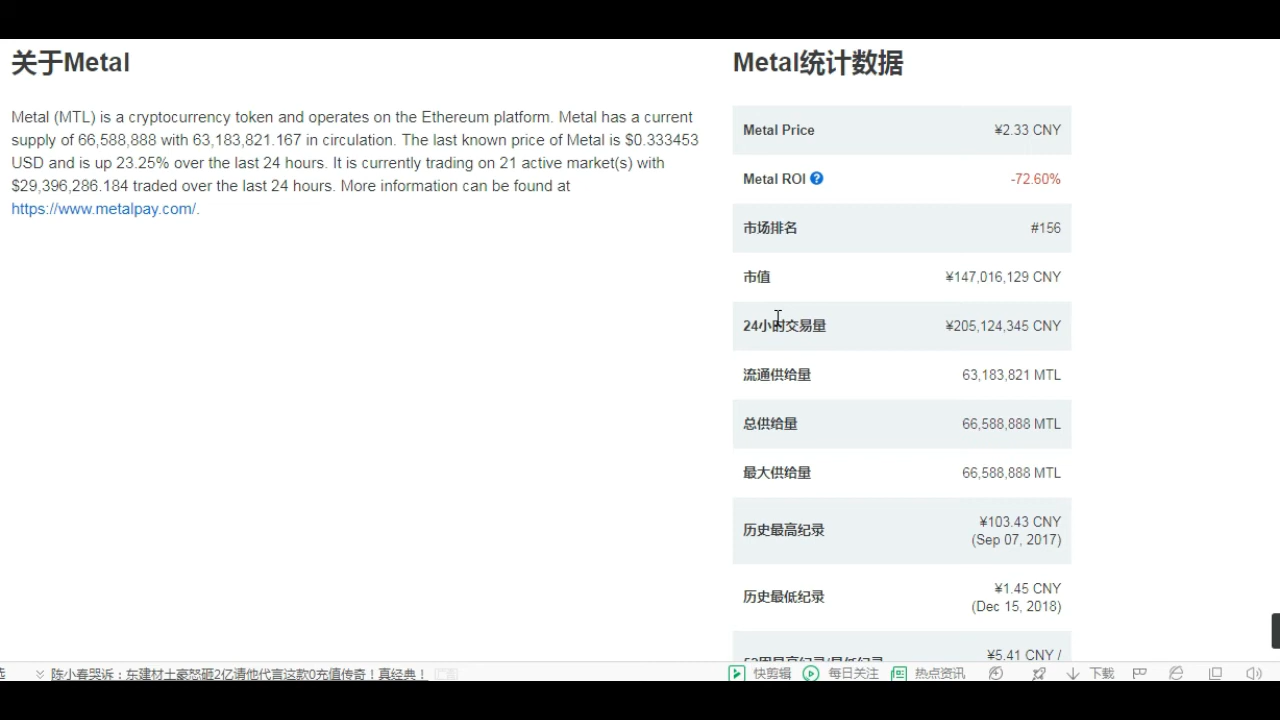 关于Metal
Metal (MTL) is a cryptocurrency token and operates on the Ethereum platform. Metal has a current
supply of 66,588,888 with 63,183,821.167 in circulation. The last known price of Metal is $0.333453
USD and is up 23.25% over the last 24 hours. It is currently trading on 21 active market(s) with
$29,396,286.184 traded over the last 24 hours. More information can be found at
https://www.metalpay.com/.
Metal统计数据
Metal Price ¥2.33 CNY
Metal ROI ? -72.60%
市场排名 #156
市值 ¥147,016,129 CNY
24小时交易量 ¥205,124,345 CNY
流通供给量 63,183,821 MTL
总供给量 66,588,888 MTL
最大供给量 66,588,888 MTL
历史最高纪录 ¥103.43 CNY
(Sep 07, 2017)
历史最低纪录 ¥1.45 CNY
(Dec 15, 2018)
52周最高纪录/最低纪录 ¥5.41 CNY /
陈小春哭诉：东建材土豪怒砸2亿请他代言这款0充值传奇！真经典！ 快剪辑 每日关注 热点资讯 下载